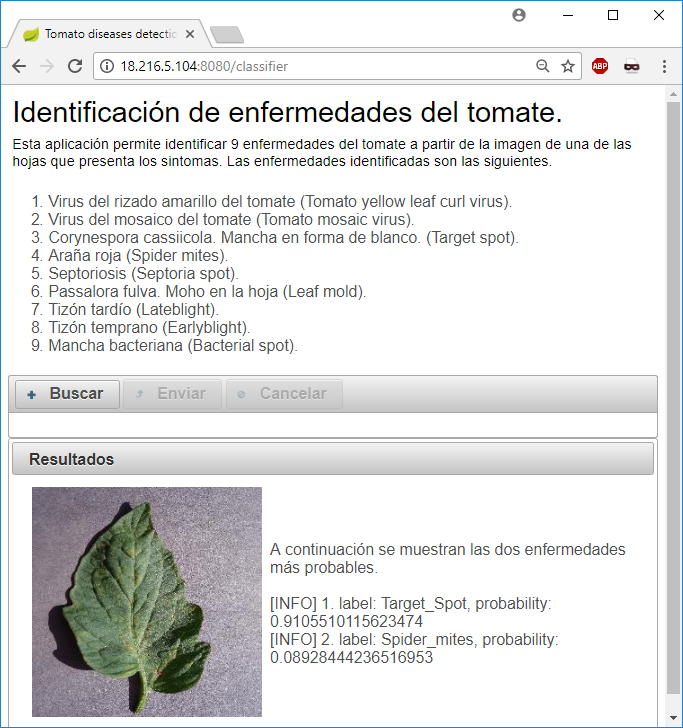 Tomato diseases detectio
18.216.5.104:8080/classifier
ABP
Identificación de enfermedades del tomate.
Esta aplicación permite identificar 9 enfermedades del tomate a partir de la imagen de una de las
hojas que presenta los síntomas. Las enfermedades identificadas son las siguientes.
1. Virus del rizado amarillo del tomate (Tomato yellow leaf curl virus).
2. Virus del mosaico del tomate (Tomato mosaic virus).
3. Corynespora cassiicola. Mancha en forma de blanco. (Target spot).
4. Araña roja (Spider mites).
5. Septoriosis (Septoria spot).
6. Passalora fulva. Moho en la hoja (Leaf mold).
7. Tizón tardío (Lateblight).
8. Tizón temprano (Earlyblight).
9. Mancha bacteriana (Bacterial spot).
Buscar Enviar Cancelar
Resultados
A continuación se muestran las dos enfermedades
más probables.
[INFO] 1. label: Target_Spot, probability:
0.9105510115623474
[INFO] 2. label: Spider_mites, probability:
0.08928444236516953